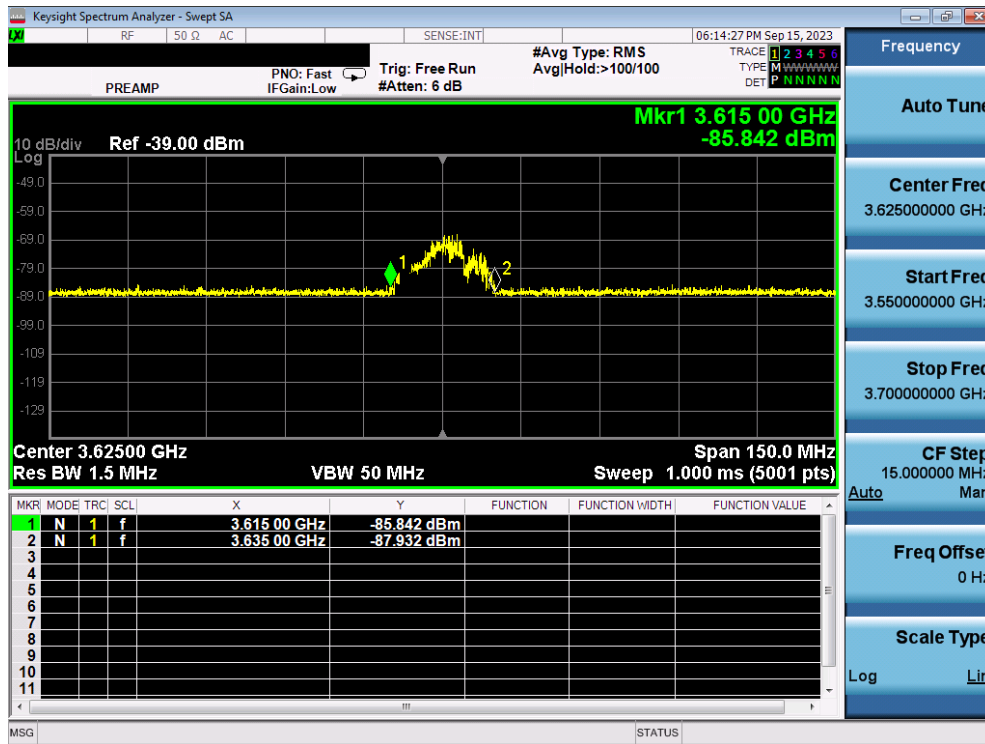 Keysight Spectrum Analyzer - Swept SA
LXI RF 50 Ω AC SENSE:INT 06:14:27 PM Sep 15, 2023
PREAMP
PNO: Fast
IFGain:Low
Trig: Free Run
#Atten: 6 dB
#Avg Type: RMS
Avg|Hold:>100/100
TRACE 1 2 3 4 5 6
TYPE M WWWWW
DET P N N N N N
Mkr1 3.615 00 GHz
-85.842 dBm
10 dB/div Ref -39.00 dBm
Log
-49.0
-59.0
-69.0
-79.0
-89.0
-99.0
-109
-119
-129
1
2
Center 3.62500 GHz Span 150.0 MHz
Res BW 1.5 MHz VBW 50 MHz Sweep 1.000 ms (5001 pts)
MKR MODE TRC SCL X Y FUNCTION FUNCTION WIDTH FUNCTION VALUE
1 N 1 f 3.615 00 GHz -85.842 dBm
2 N 1 f 3.635 00 GHz -87.932 dBm
3
4
5
6
7
8
9
10
11
MSG STATUS
Frequency
Auto Tune
Center Freq
3.625000000 GHz
Start Freq
3.550000000 GHz
Stop Freq
3.700000000 GHz
CF Step
15.000000 MHz
Auto Man
Freq Offset
0 Hz
Scale Type
Log Lin